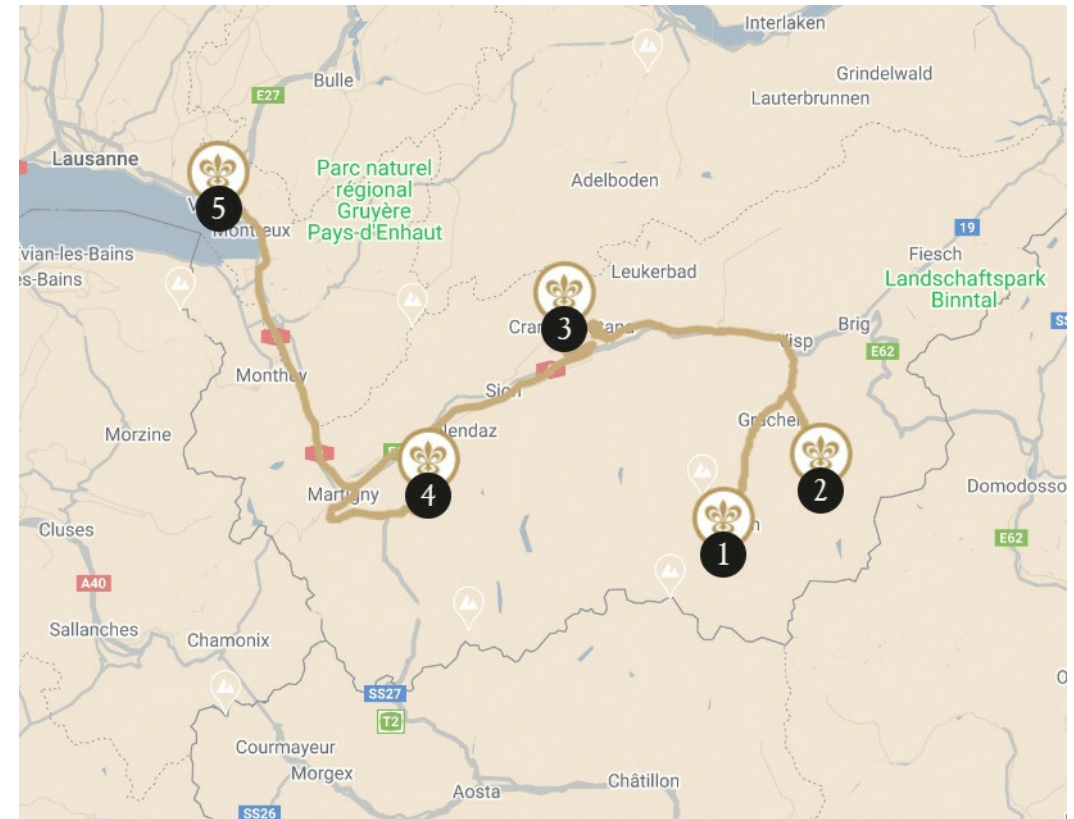 Interlaken
Bulle
Grindelwald
E27
Lauterbrunnen
Lausanne
Parc naturel
régional
Gruyère
Pays-d'Enhaut
Adelboden
5
19
Fiesch
Leukerbad
Landschaftspark
Binntal
3
Brig
E62
Sion
Morzine
4
Martigny
2
Domodosso
1
Cluses
E62
A40
Sallanches
Chamonix
SS27
T2
Courmayeur
Morgex
Châtillon
Aosta
SS26